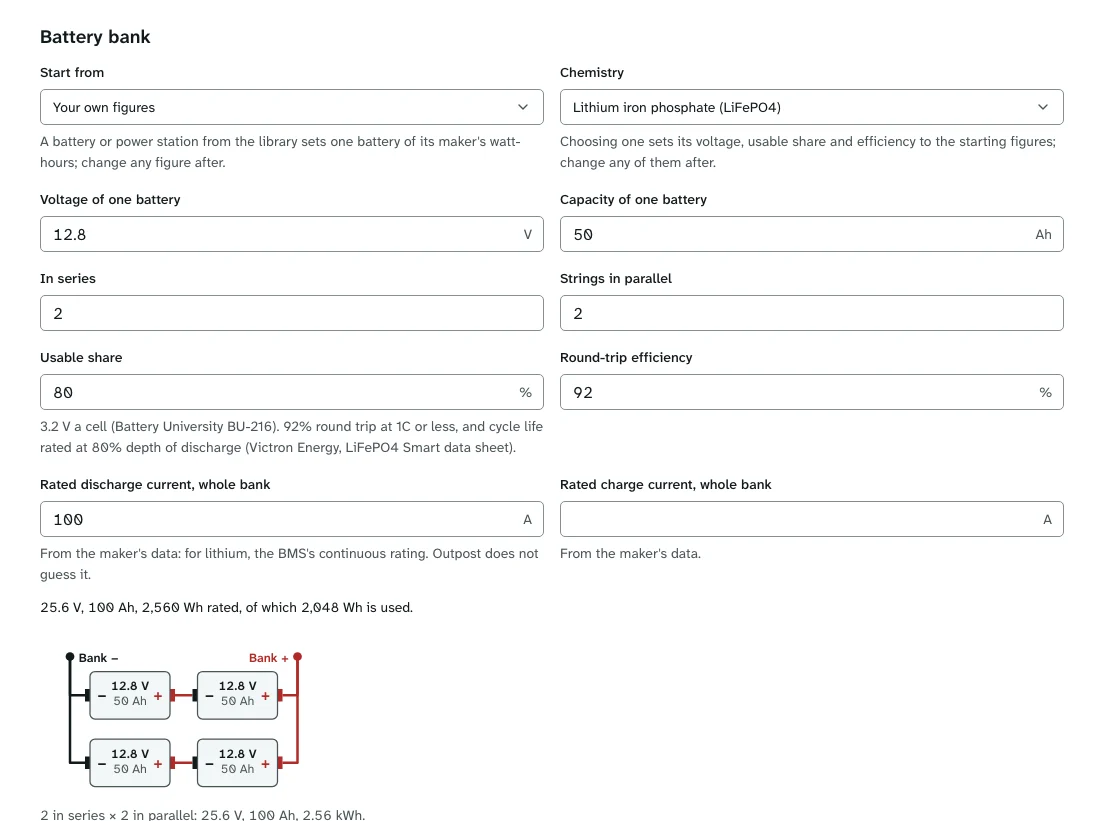 Battery bank
Start from
Chemistry
Your own figures
Lithium iron phosphate (LiFePO4)
A battery or power station from the library sets one battery of its maker's watt-
hours; change any figure after.
Choosing one sets its voltage, usable share and efficiency to the starting figures;
change any of them after.
Voltage of one battery
Capacity of one battery
12.8 V
50 Ah
In series
Strings in parallel
2
2
Usable share
Round-trip efficiency
80 %
92 %
3.2 V a cell (Battery University BU-216). 92% round trip at 1C or less, and cycle life
rated at 80% depth of discharge (Victron Energy, LiFePO4 Smart data sheet).
Rated discharge current, whole bank
Rated charge current, whole bank
100 A
A
From the maker's data: for lithium, the BMS's continuous rating. Outpost does not
guess it.
From the maker's data.
25.6 V, 100 Ah, 2,560 Wh rated, of which 2,048 Wh is used.
Bank −
Bank +
12.8 V
− 50 Ah +
12.8 V
− 50 Ah +
12.8 V
− 50 Ah +
12.8 V
− 50 Ah +
2 in series × 2 in parallel: 25.6 V, 100 Ah, 2.56 kWh.